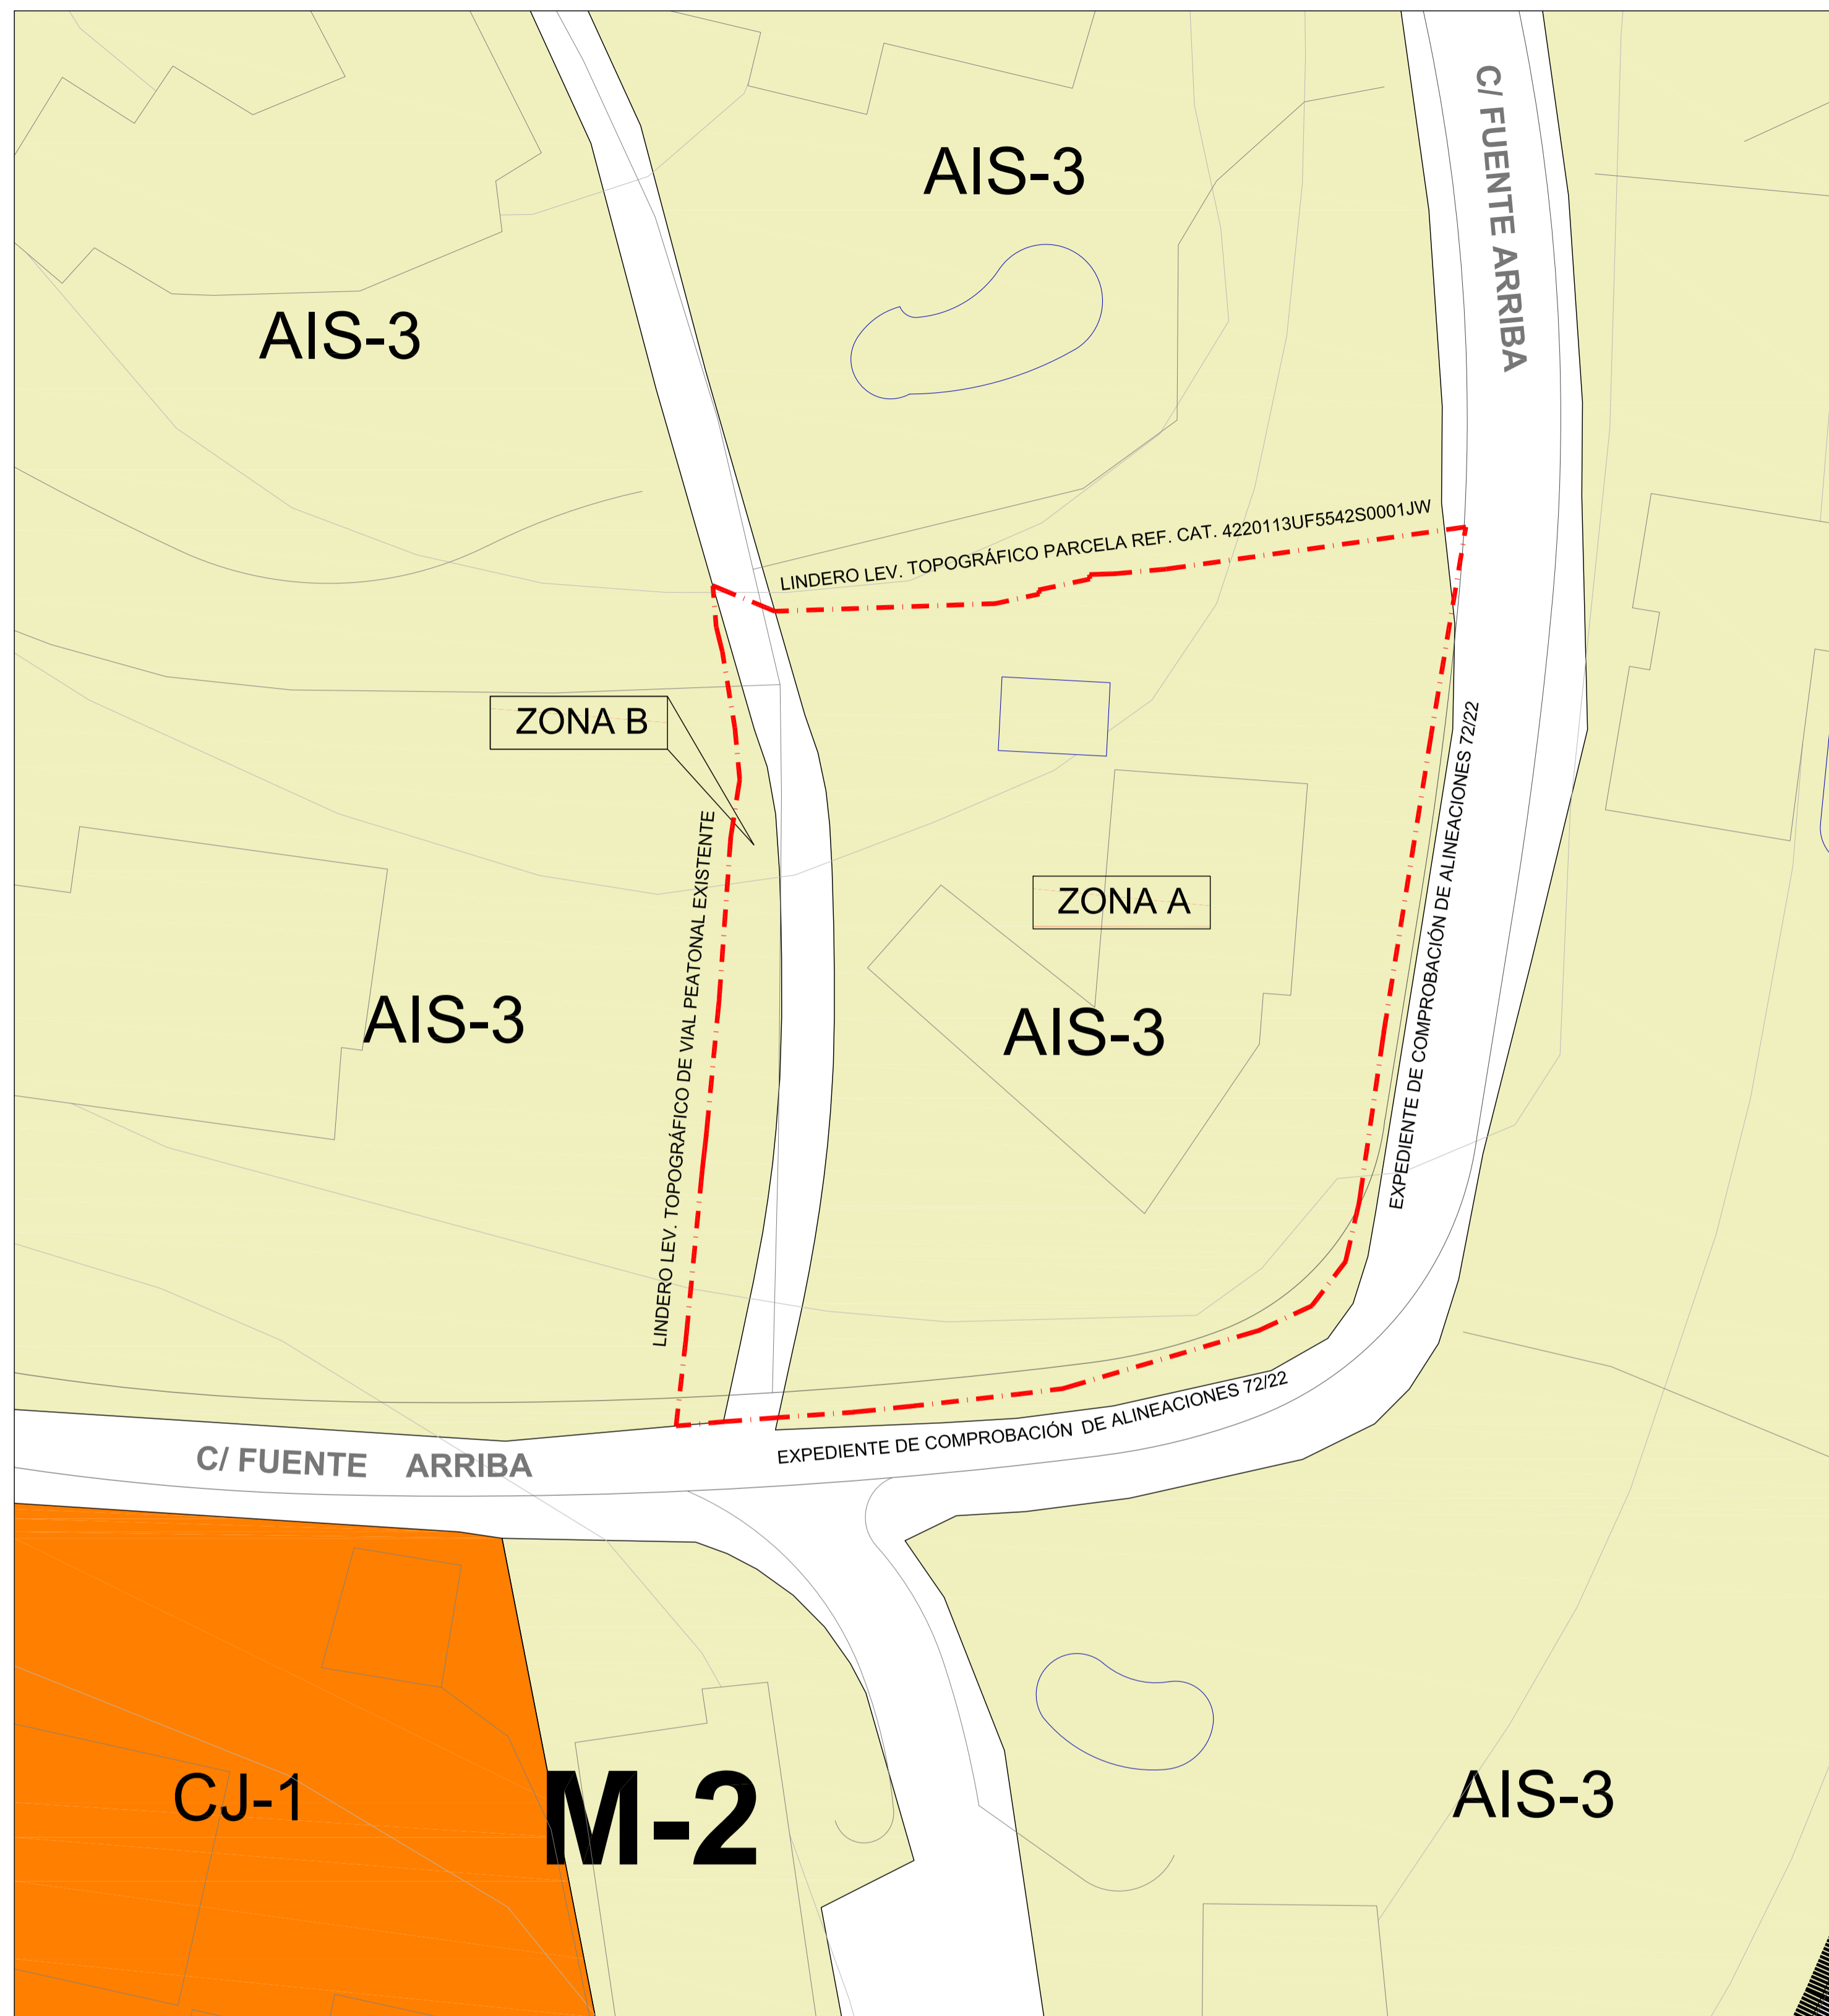 C/ FUENTE ARRIBA
AIS-3
AIS-3
LINDERO LEV. TOPOGRÁFICO PARCELA REF. CAT. 4220113UF5542S0001JW
ZONA B
EXPEDIENTE DE COMPROBACIÓN DE ALINEACIONES 72/22
LINDERO LEV. TOPOGRÁFICO DE VIAL PEATONAL EXISTENTE
ZONA A
AIS-3
AIS-3
EXPEDIENTE DE COMPROBACIÓN DE ALINEACIONES 72/22
C/ FUENTE ARRIBA
CJ-1
M-2
AIS-3